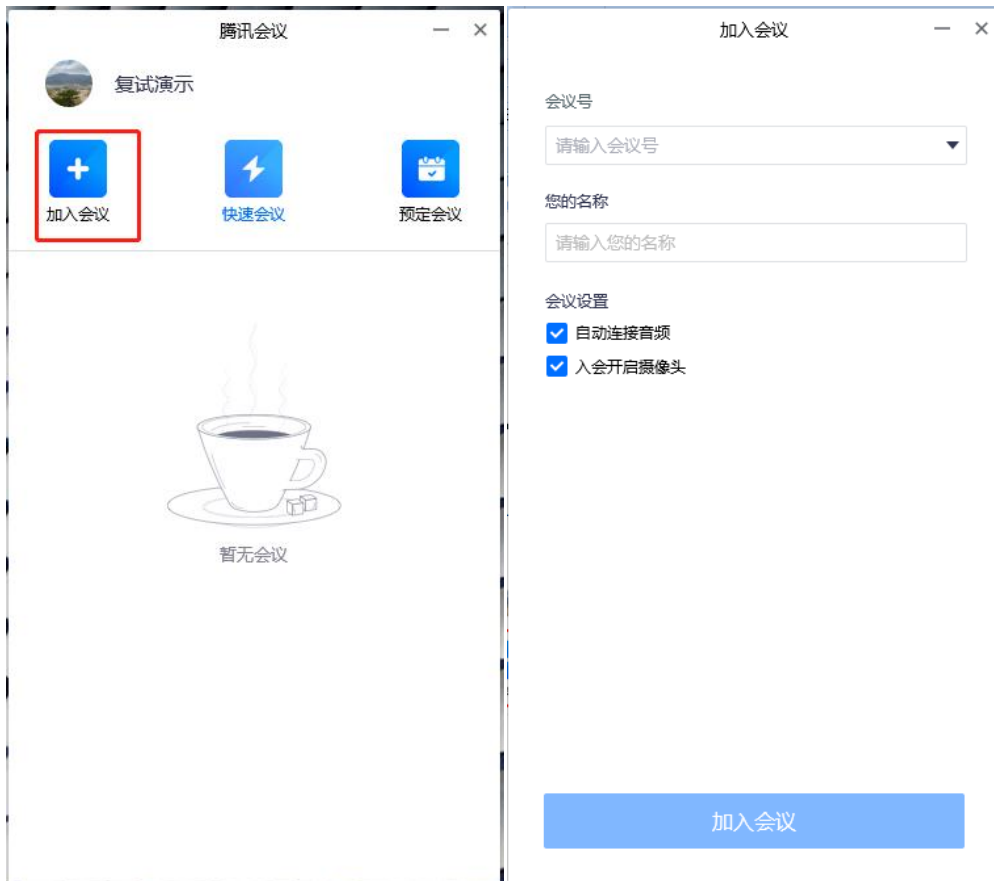 腾讯会议
复试演示
加入会议
快速会议
预定会议
暂无会议
加入会议
会议号
请输入会议号
您的名称
请输入您的名称
会议设置
自动连接音频
入会开启摄像头
加入会议